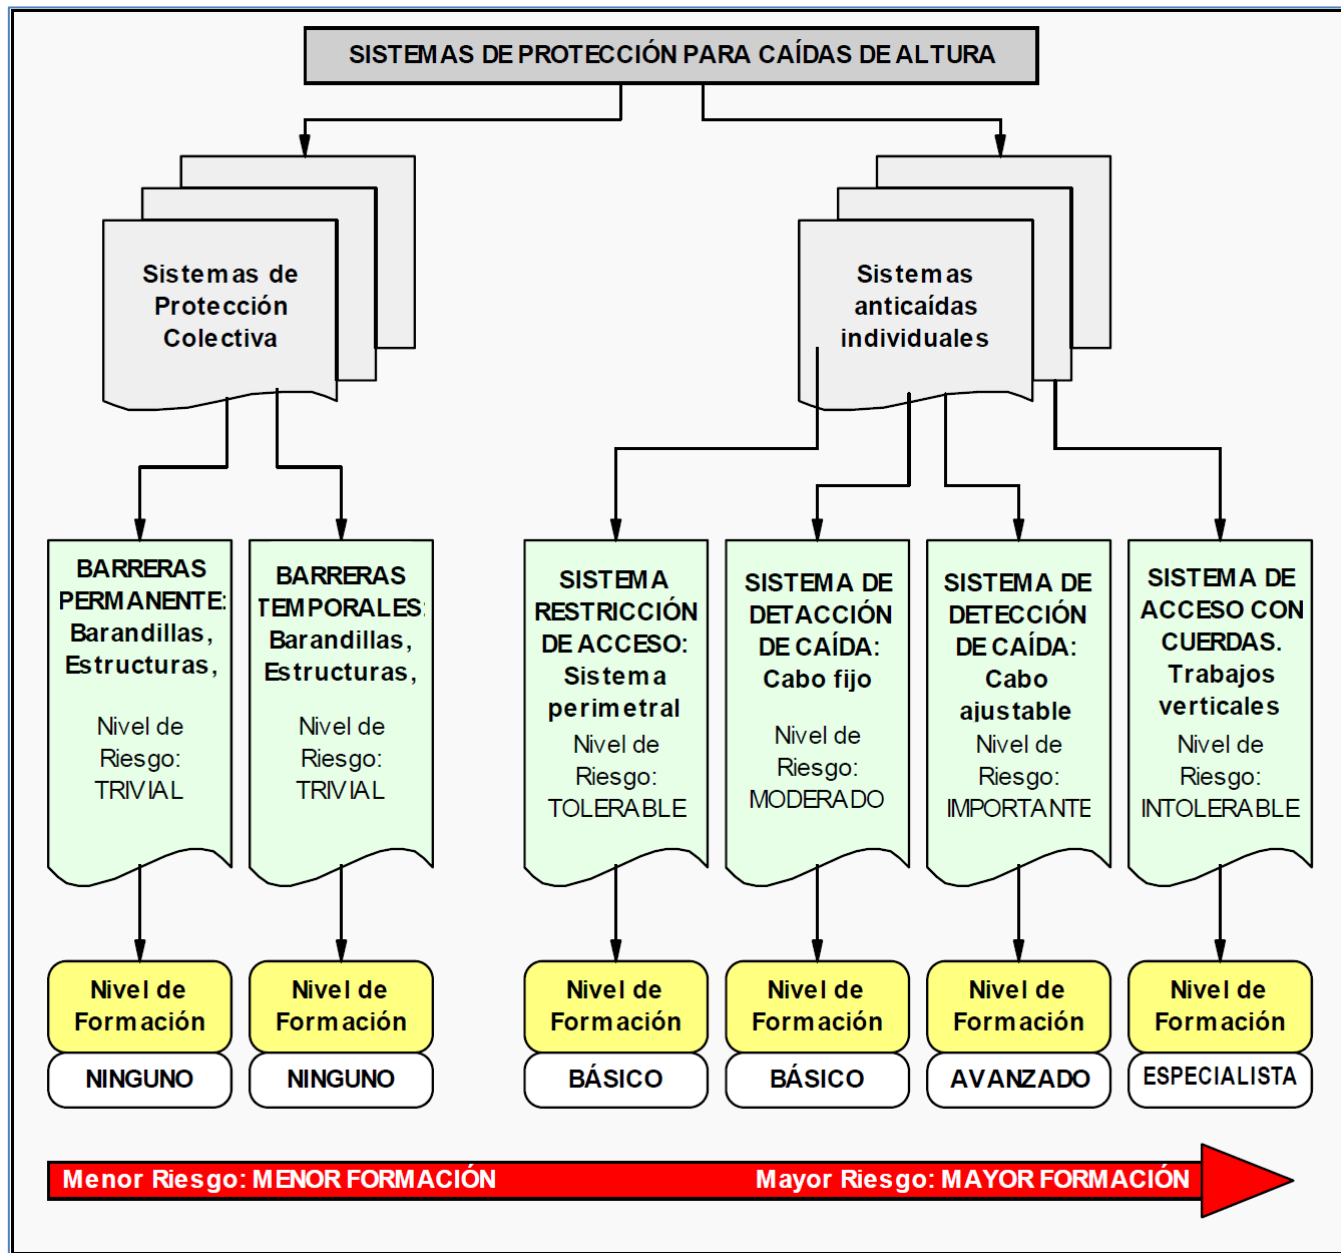 SISTEMAS DE PROTECCIÓN PARA CAÍDAS DE ALTURA
Sistemas de
Protección
Colectiva
Sistemas
anticaídas
individuales
BARRERAS
PERMANENTE:
Barandillas,
Estructuras,
Nivel de
Riesgo:
TRIVIAL
BARRERAS
TEMPORALES:
Barandillas,
Estructuras,
Nivel de
Riesgo:
TRIVIAL
SISTEMA
RESTRICCIÓN
DE ACCESO:
Sistema
perimetral
Nivel de
Riesgo:
TOLERABLE
SISTEMA DE
DETACCIÓN
DE CAÍDA:
Cabo fijo
Nivel de
Riesgo:
MODERADO
SISTEMA DE
DETECCIÓN
DE CAÍDA:
Cabo
ajustable
Nivel de
Riesgo:
IMPORTANTE
SISTEMA DE
ACCESO CON
CUERDAS.
Trabajos
verticales
Nivel de
Riesgo:
INTOLERABLE
Nivel de
Formación
NINGUNO
Nivel de
Formación
NINGUNO
Nivel de
Formación
BÁSICO
Nivel de
Formación
BÁSICO
Nivel de
Formación
AVANZADO
Nivel de
Formación
ESPECIALISTA
Menor Riesgo: MENOR FORMACIÓN
Mayor Riesgo: MAYOR FORMACIÓN